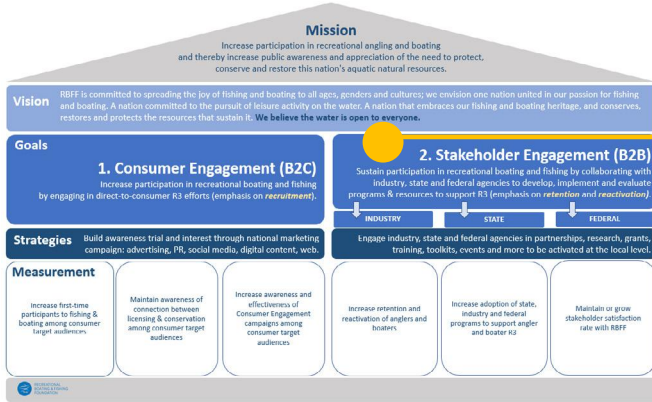 Mission
Increase participation in recreational angling and boating
and thereby increase public awareness and appreciation of the need to protect,
conserve and restore this nation's aquatic natural resources.
Vision
RBFF is committed to spreading the joy of fishing and boating to all ages, genders and cultures; we envision one nation united in our passion for fishing
and boating. A nation committed to the pursuit of leisure activity on the water. A nation that embraces our fishing and boating heritage, and conserves,
restores and protects the resources that sustain it. We believe the water is open to everyone.
Goals
1. Consumer Engagement (B2C)
Increase participation in recreational boating and fishing
by engaging in direct-to-consumer R3 efforts (emphasis on recruitment).
2. Stakeholder Engagement (B2B)
Sustain participation in recreational boating and fishing by collaborating with
industry, state and federal agencies to develop, implement and evaluate
programs & resources to support R3 (emphasis on retention and reactivation).
INDUSTRY
STATE
FEDERAL
Strategies
Build awareness trial and interest through national marketing
campaign: advertising, PR, social media, digital content, web.
Engage industry, state and federal agencies in partnerships, research, grants,
training, toolkits, events and more to be activated at the local level.
Measurement
Increase first-time
participants to fishing &
boating among consumer
target audiences
Maintain awareness of
connection between
licensing & conservation
among consumer target
audiences
Increase awareness and
effectiveness of
Consumer Engagement
campaigns among
consumer target
audiences
Increase retention and
reactivation of anglers and
boaters
Increase adoption of state,
industry and federal
programs to support angler
and boater R3
Maintain or grow
stakeholder satisfaction
rate with RBFF
RECREATIONAL
BOATING & FISHING
FOUNDATION